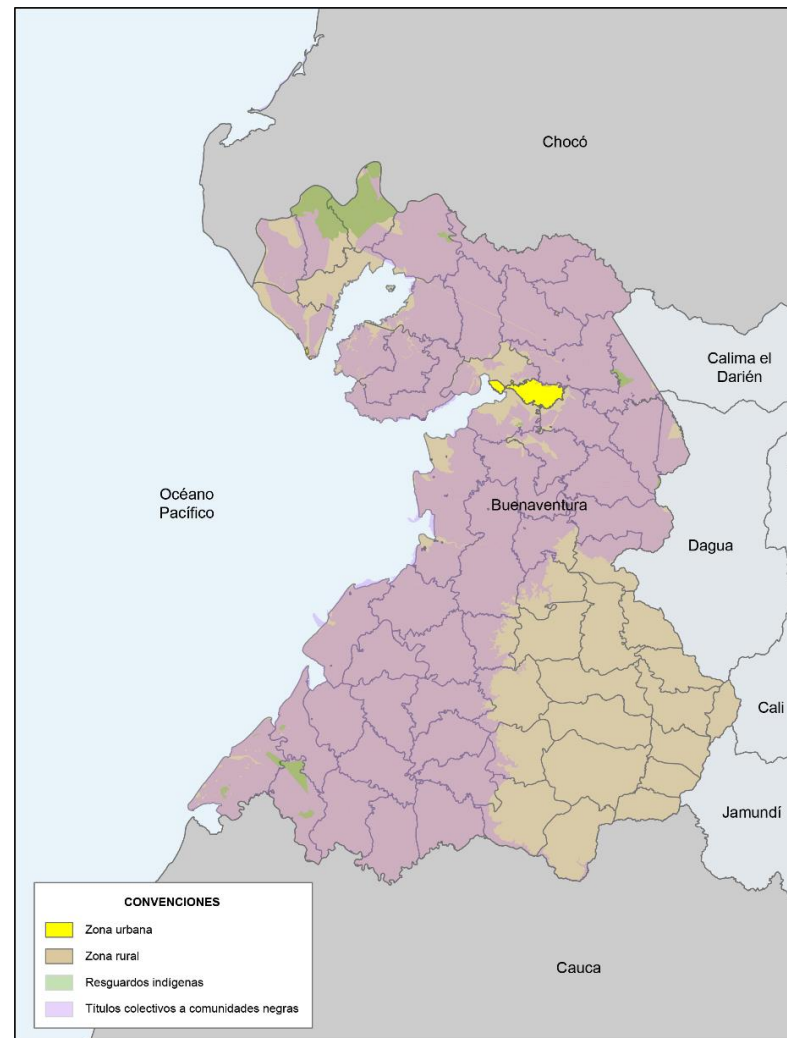 Chocó
Calima el
Darién
Océano
Pacífico
Buenaventura
Dagua
Cali
Jamundí
Cauca
CONVENCIONES
Zona urbana
Zona rural
Resguardos indígenas
Títulos colectivos a comunidades negras